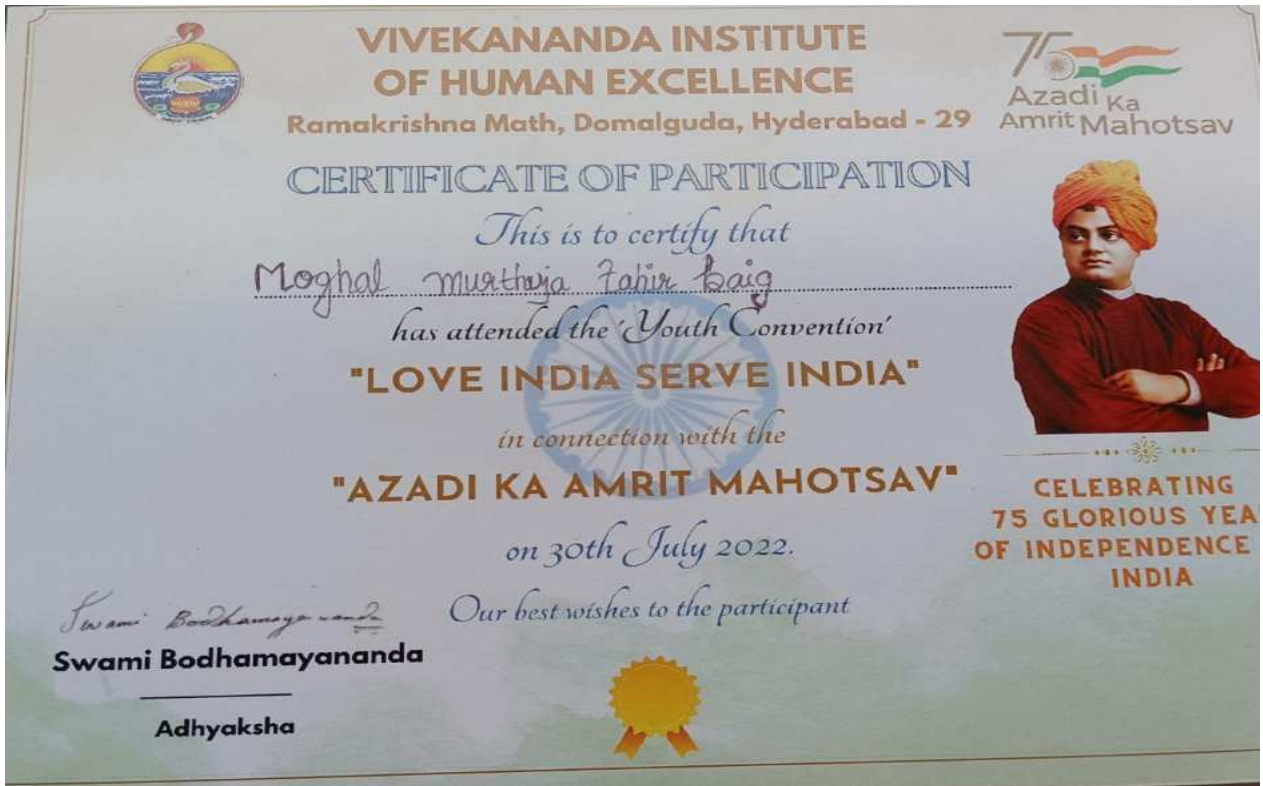 VIVEKANANDA INSTITUTE
OF HUMAN EXCELLENCE
Ramakrishna Math, Domalguda, Hyderabad - 29
75
Azadi Ka
Amrit Mahotsav
CERTIFICATE OF PARTICIPATION
This is to certify that
Moghal murthuja Zahir baig
has attended the 'Youth Convention'
"LOVE INDIA SERVE INDIA"
in connection with the
"AZADI KA AMRIT MAHOTSAV"
on 30th July 2022.
Our best wishes to the participant
CELEBRATING
75 GLORIOUS YEA
OF INDEPENDENCE
INDIA
Swami Bodhamayananda
Swami Bodhamayananda
Adhyaksha